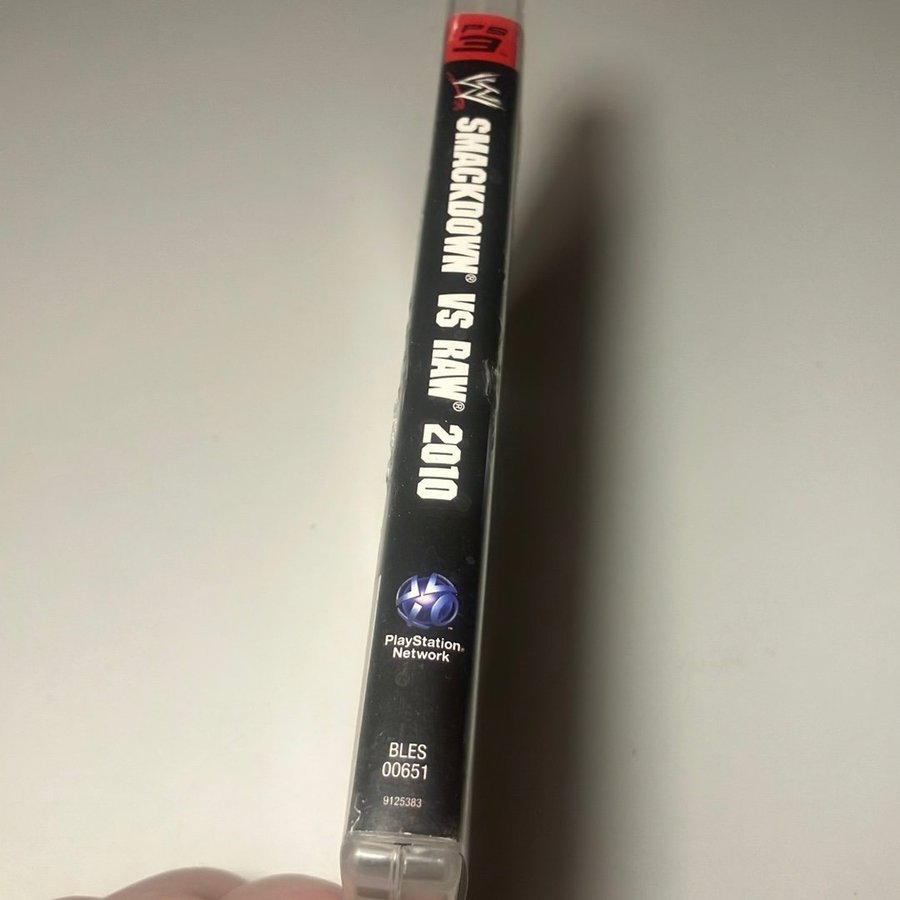 PS3
W
SMACKDOWN® VS RAW® 2010
PlayStation®
Network
BLES
00651
9125383